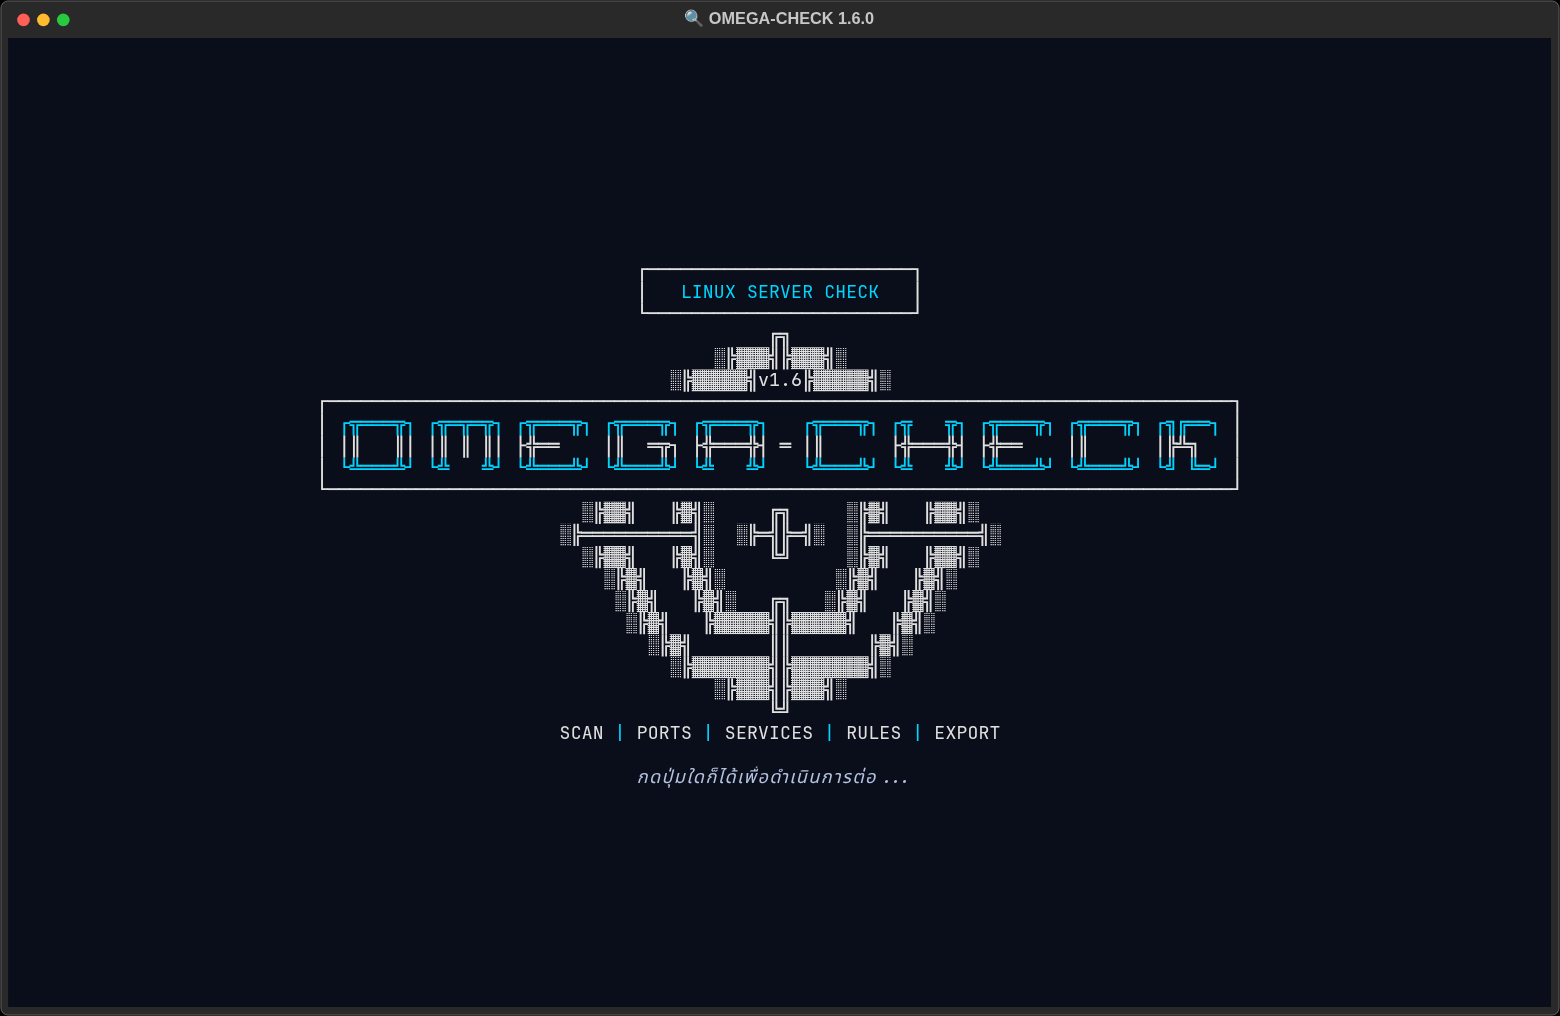 🔍 OMEGA-CHECK 1.6.0
LINUX SERVER CHECK
v1.6
OMEGA-CHECK
SCAN | PORTS | SERVICES | RULES | EXPORT
กดปุ่มใดก็ได้เพื่อดำเนินการต่อ ...